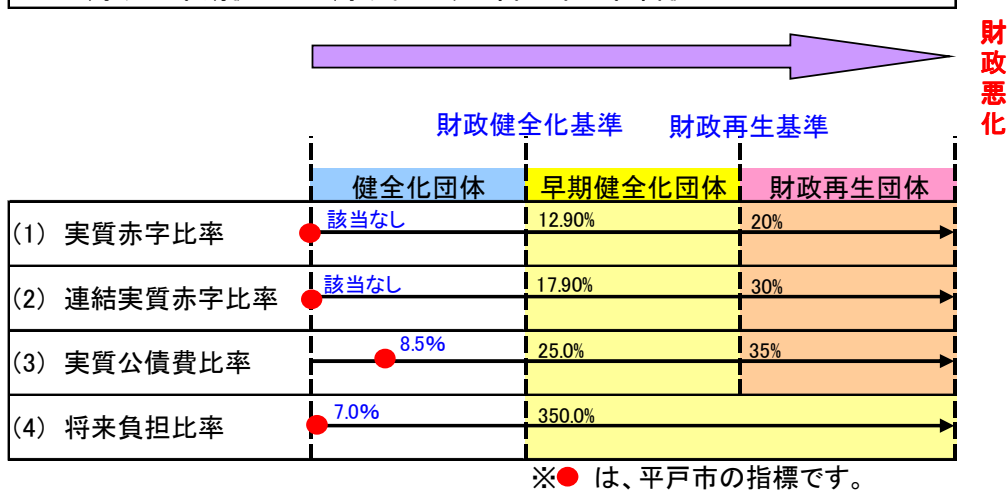 財政悪化
財政健全化基準 財政再生基準
健全化団体 早期健全化団体 財政再生団体
(1) 実質赤字比率 該当なし 12.90% 20%
(2) 連結実質赤字比率 該当なし 17.90% 30%
(3) 実質公債費比率 8.5% 25.0% 35%
(4) 将来負担比率 7.0% 350.0%
※● は、平戸市の指標です。